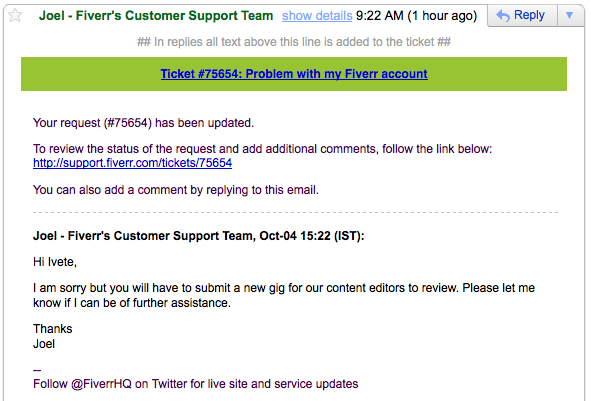 Joel - Fiverr's Customer Support Team show details 9:22 AM (1 hour ago) Reply
## In replies all text above this line is added to the ticket ##
Ticket #75654: Problem with my Fiverr account
Your request (#75654) has been updated.
To review the status of the request and add additional comments, follow the link below:
http://support.fiverr.com/tickets/75654
You can also add a comment by replying to this email.
Joel - Fiverr's Customer Support Team, Oct-04 15:22 (IST):
Hi Ivete,
I am sorry but you will have to submit a new gig for our content editors to review. Please let me
know if I can be of further assistance.
Thanks
Joel
--
Follow @FiverrHQ on Twitter for live site and service updates